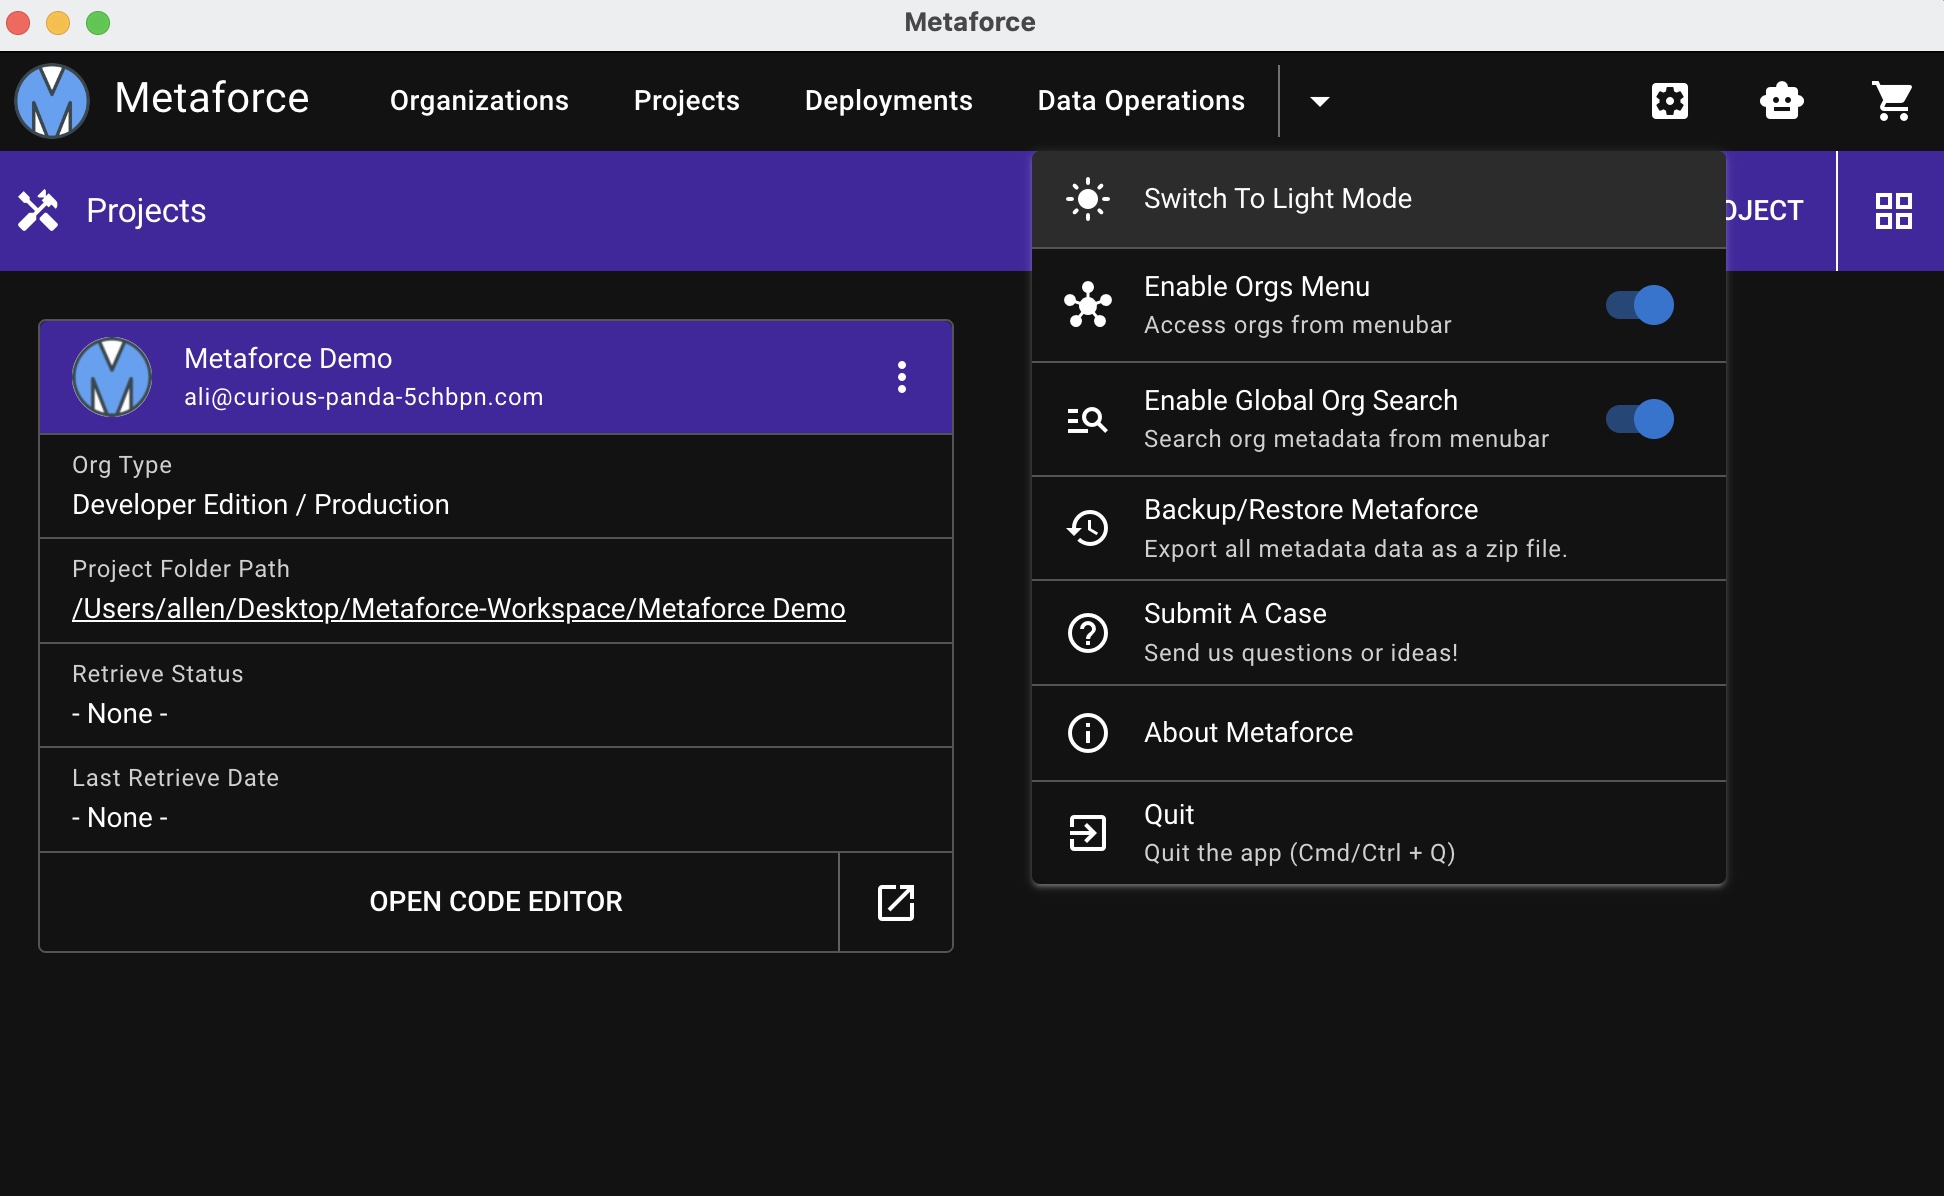 Metaforce
Metaforce
Organizations
Projects
Deployments
Data Operations
Projects
Metaforce Demo
ali@curious-panda-5chbpn.com
Org Type
Developer Edition / Production
Project Folder Path
/Users/allen/Desktop/Metaforce-Workspace/Metaforce Demo
Retrieve Status
- None -
Last Retrieve Date
- None -
OPEN CODE EDITOR
Switch To Light Mode
Enable Orgs Menu
Access orgs from menubar
Enable Global Org Search
Search org metadata from menubar
Backup/Restore Metaforce
Export all metadata data as a zip file.
Submit A Case
Send us questions or ideas!
About Metaforce
Quit
Quit the app (Cmd/Ctrl + Q)